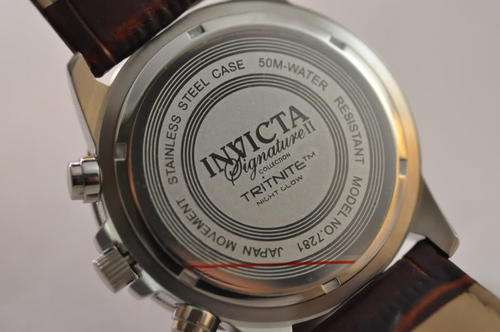 INVICTA
Signature II
COLLECTION
TRITNITE™
NIGHT GLOW
STAINLESS STEEL CASE 50M-WATER RESISTANT MODEL NO.7281 JAPAN MOVEMENT